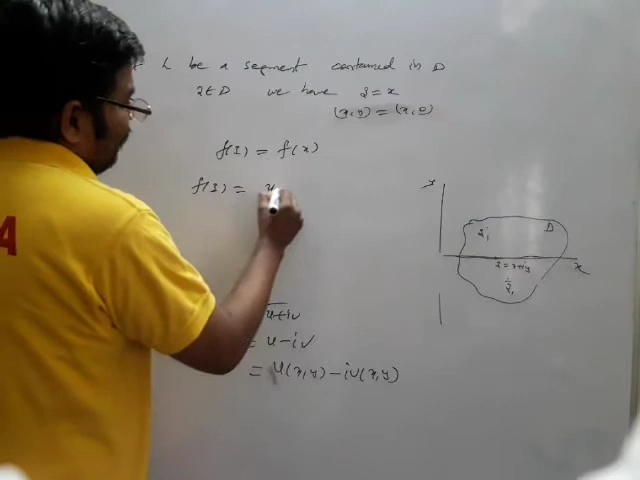 L be a segment contained in D
z ∈ D we have z = x
(x, y) = (x, 0)
f(z̄) = f(x)
f(z̄) = u
u+iv
= u - iv
= u(x,y) - iv(x,y)
y
D
z
z = x+iy
x
z̄
A